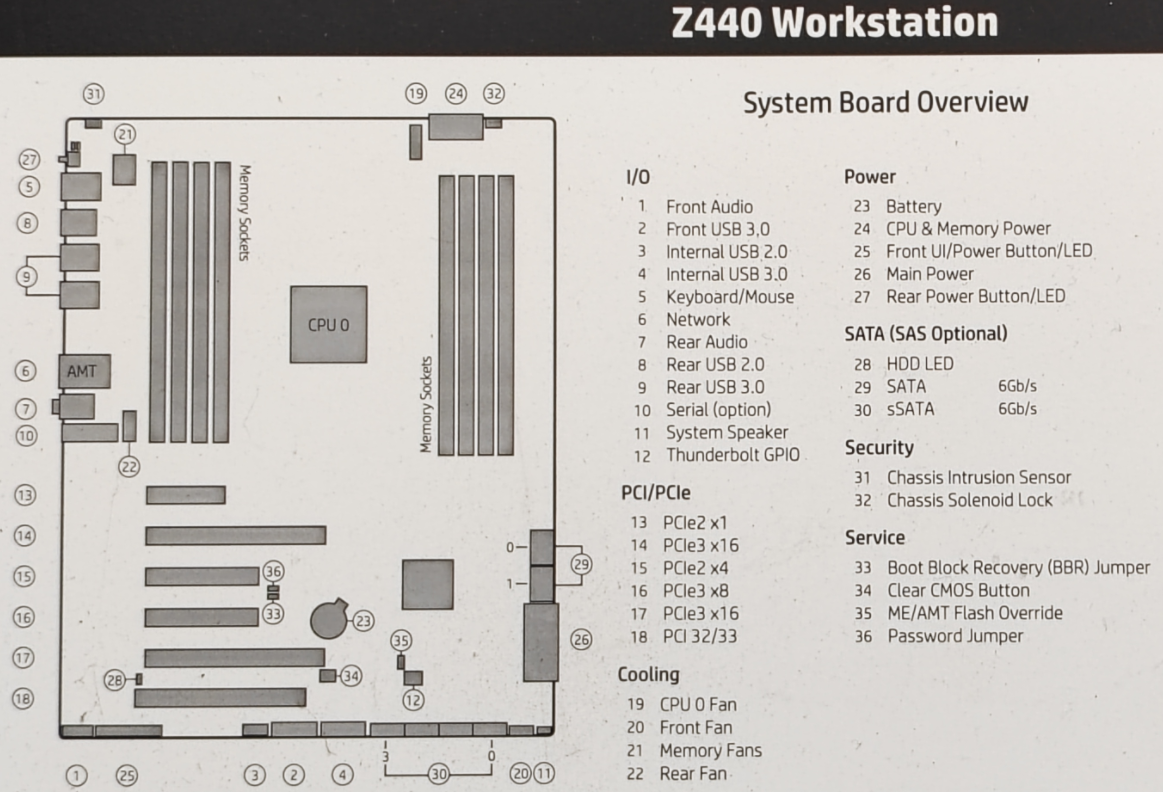 Z440 Workstation
System Board Overview
I/O
1 Front Audio
2 Front USB 3.0
3 Internal USB 2.0
4 Internal USB 3.0
5 Keyboard/Mouse
6 Network
7 Rear Audio
8 Rear USB 2.0
9 Rear USB 3.0
10 Serial (option)
11 System Speaker
12 Thunderbolt GPIO
PCI/PCIe
13 PCIe2 x1
14 PCIe3 x16
15 PCIe2 x4
16 PCIe3 x8
17 PCIe3 x16
18 PCI 32/33
Cooling
19 CPU 0 Fan
20 Front Fan
21 Memory Fans
22 Rear Fan
Power
23 Battery
24 CPU & Memory Power
25 Front UI/Power Button/LED
26 Main Power
27 Rear Power Button/LED
SATA (SAS Optional)
28 HDD LED
29 SATA 6Gb/s
30 sSATA 6Gb/s
Security
31 Chassis Intrusion Sensor
32 Chassis Solenoid Lock
Service
33 Boot Block Recovery (BBR) Jumper
34 Clear CMOS Button
35 ME/AMT Flash Override
36 Password Jumper
31
19 24 32
21
27
5
8
9
6
7
10
22
Memory Sockets
CPU 0
Memory Sockets
AMT
13
14
15
16
17
28
18
36
33
23
34
35
12
0
1
29
26
3 0
1 25 3 2 4 30 20 11